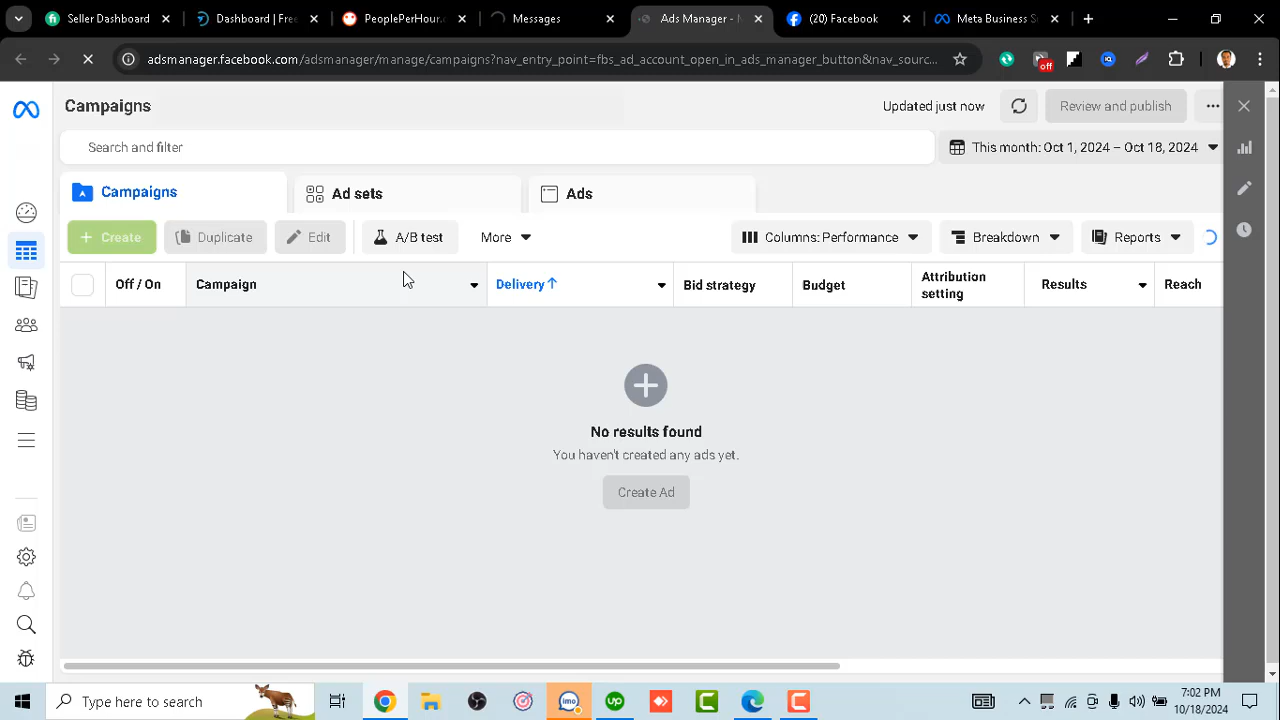 Seller Dashboard
Dashboard | Free
PeoplePerHour.c
Messages
Ads Manager - M
(20) Facebook
Meta Business S
adsmanager.facebook.com/adsmanager/manage/campaigns?nav_entry_point=fbs_ad_account_open_in_ads_manager_button&nav_sourc...
off
Campaigns
Updated just now
Review and publish
Search and filter
This month: Oct 1, 2024 – Oct 18, 2024
Campaigns
Ad sets
Ads
+ Create
Duplicate
Edit
A/B test
More
Columns: Performance
Breakdown
Reports
Off / On
Campaign
Delivery↑
Bid strategy
Budget
Attribution setting
Results
Reach
No results found
You haven't created any ads yet.
Create Ad
Type here to search
imo
up
7:02 PM
10/18/2024